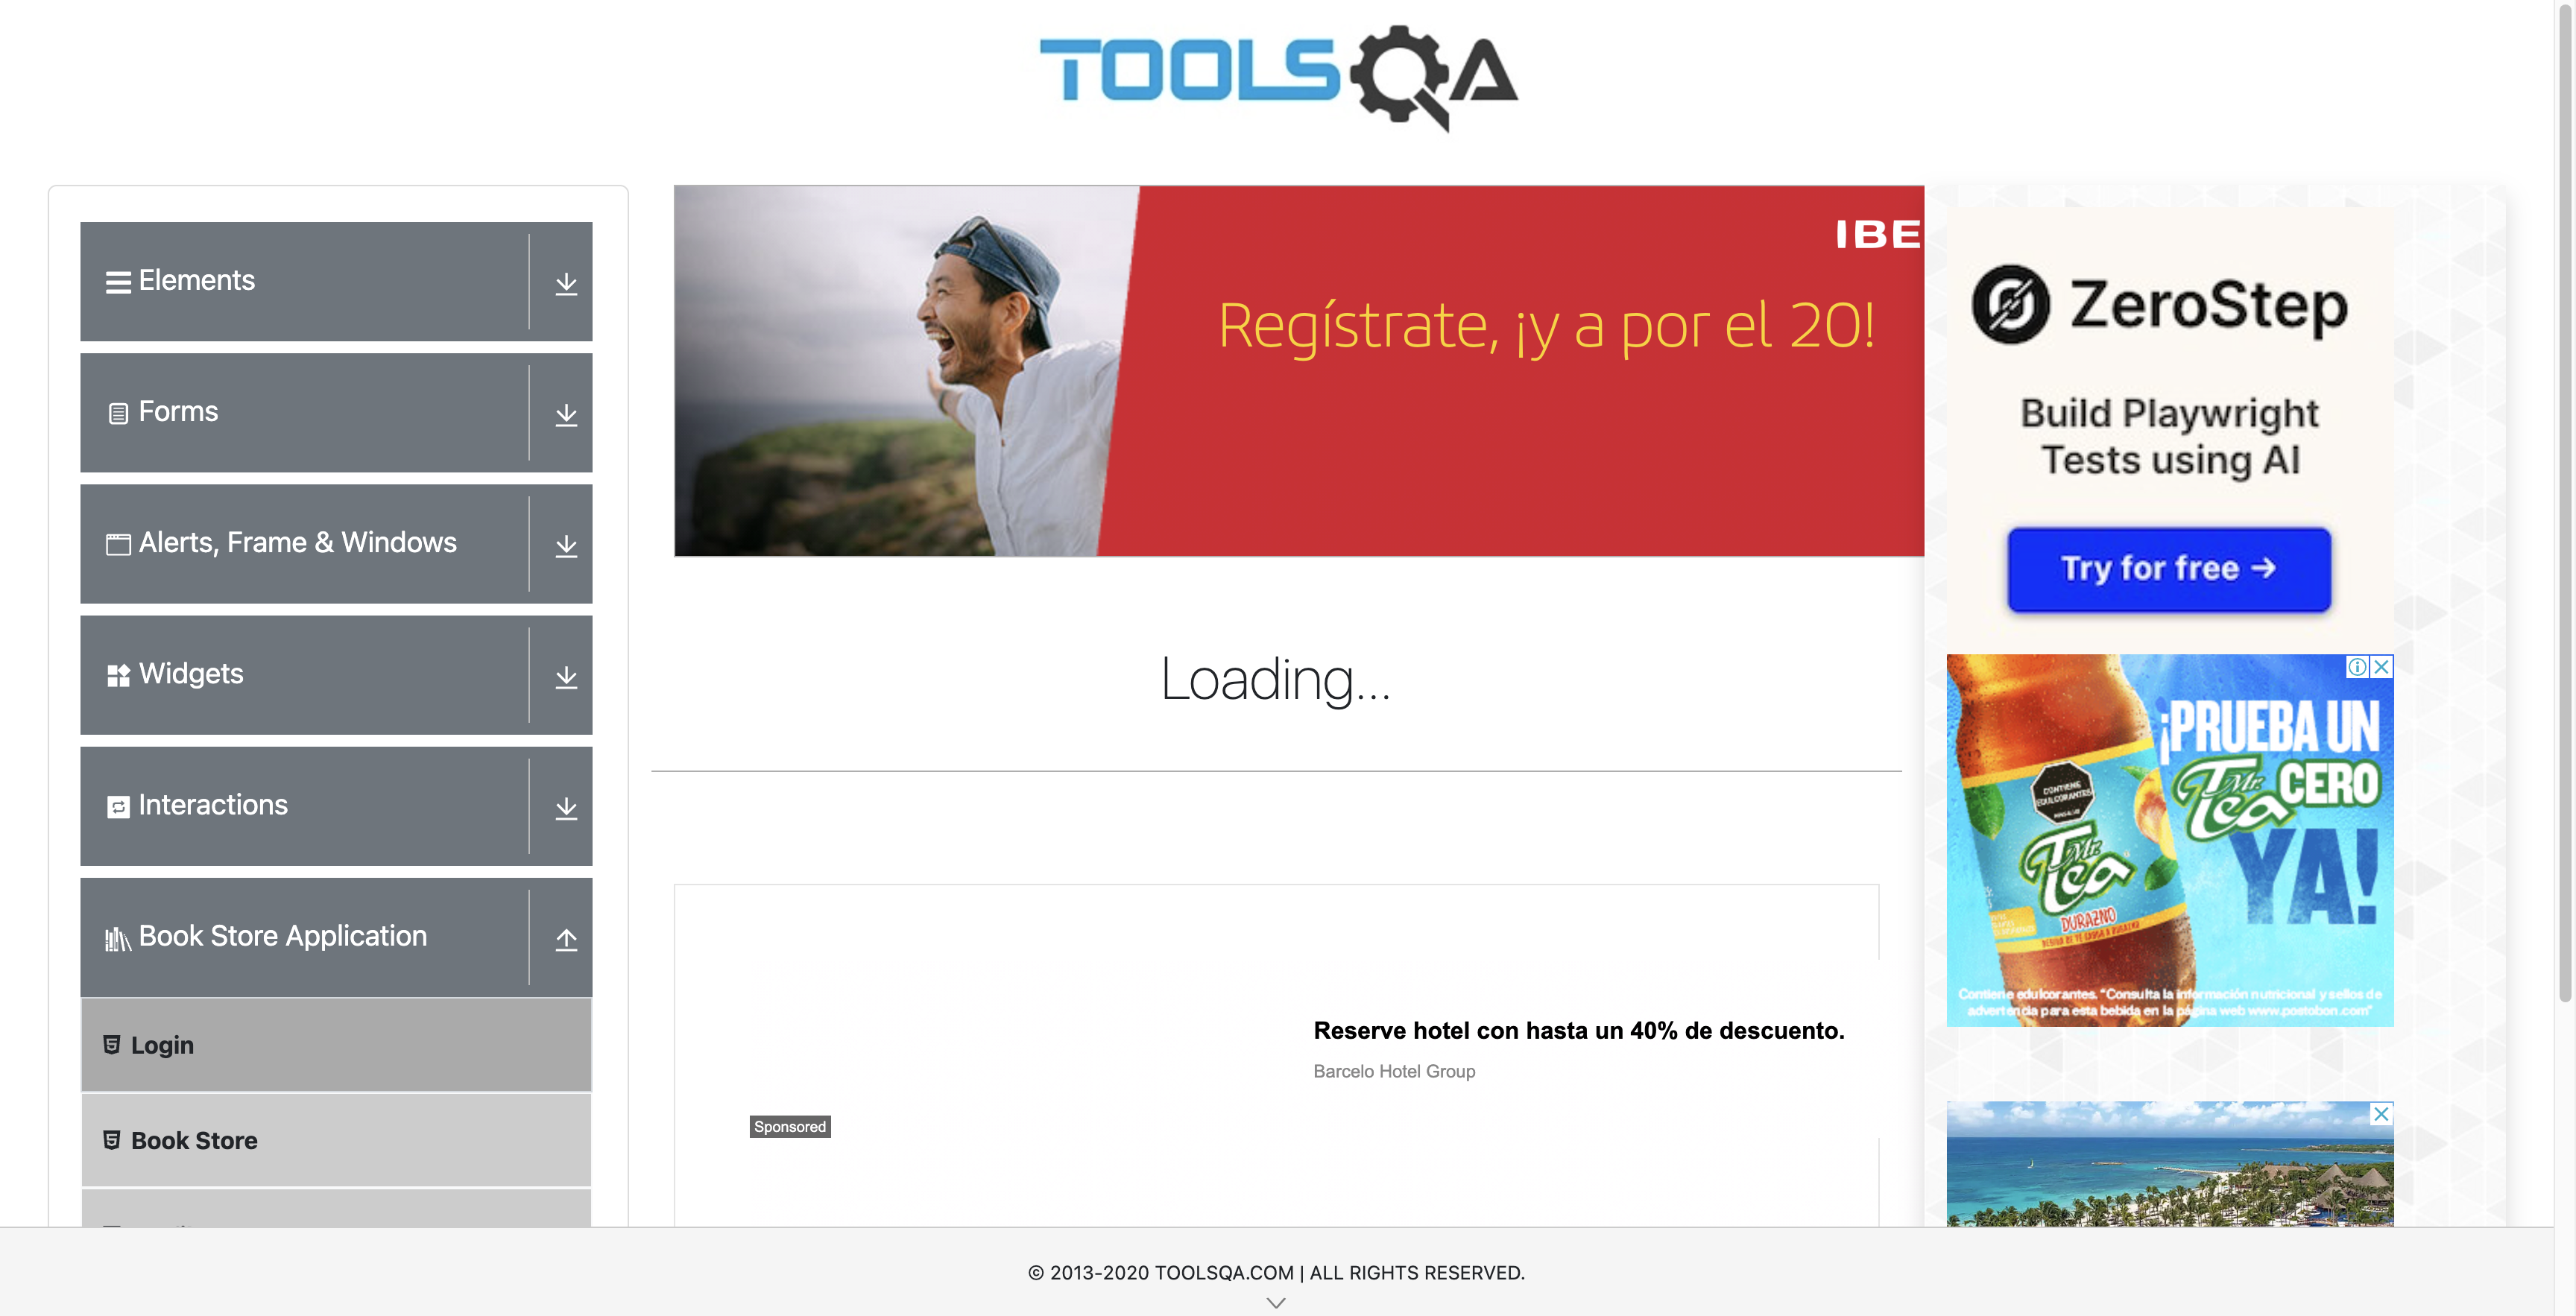 TOOLSQA
Elements
Forms
Alerts, Frame & Windows
Widgets
Interactions
Book Store Application
Login
Book Store
IBE
Regístrate, ¡y a por el 20!
Loading...
Reserve hotel con hasta un 40% de descuento.
Barcelo Hotel Group
Sponsored
ZeroStep
Build Playwright
Tests using AI
Try for free →
¡PRUEBA UN
Mr. Tea CERO
YA!
CONTIENE
EDULCORANTES
Mr.
Tea
DURAZNO
Contiene edulcorantes. "Consulta la información nutricional y sellos de
advertencia para esta bebida en la página web www.postobon.com"
© 2013-2020 TOOLSQA.COM | ALL RIGHTS RESERVED.